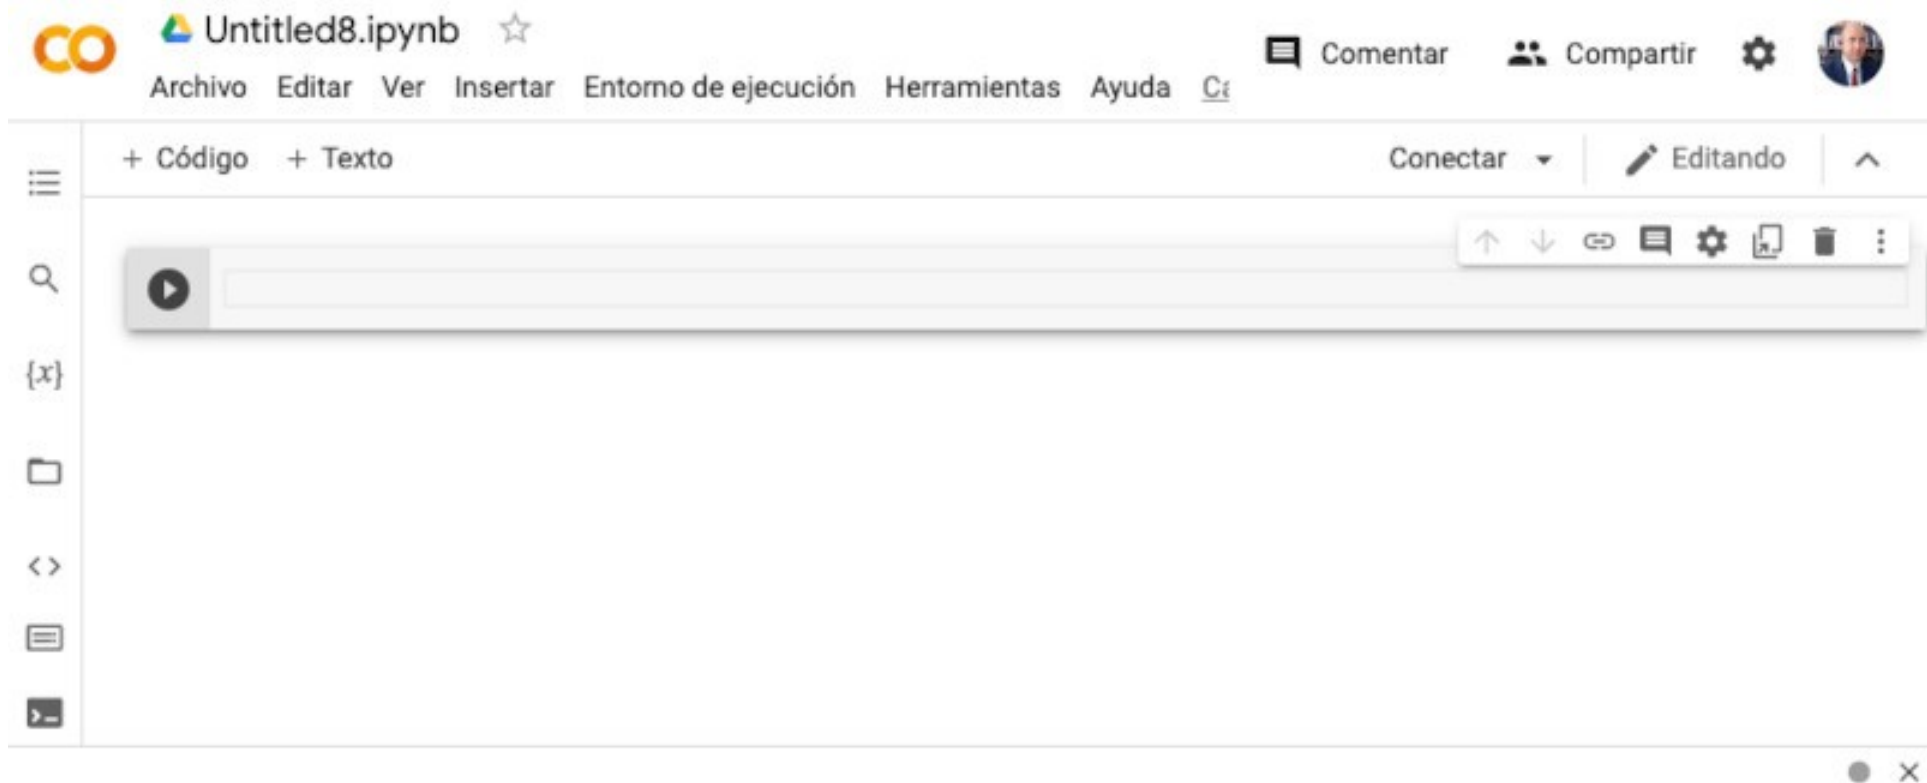 CO Untitled8.ipynb
Archivo Editar Ver Insertar Entorno de ejecución Herramientas Ayuda
Comentar Compartir
+ Código + Texto Conectar Editando
{x}